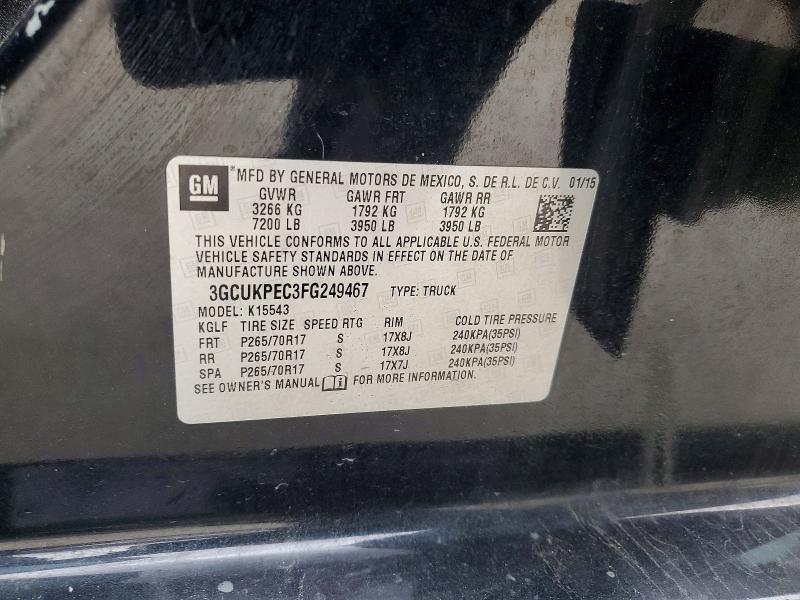 GM ® MFD BY GENERAL MOTORS DE MEXICO, S. DE R.L. DE C.V. 01/15
GVWR GAWR FRT GAWR RR
3266 KG 1792 KG 1792 KG
7200 LB 3950 LB 3950 LB
THIS VEHICLE CONFORMS TO ALL APPLICABLE U.S. FEDERAL MOTOR
VEHICLE SAFETY STANDARDS IN EFFECT ON THE DATE OF
MANUFACTURE SHOWN ABOVE.
3GCUKPEC3FG249467 TYPE: TRUCK
MODEL: K15543
KGLF TIRE SIZE SPEED RTG RIM COLD TIRE PRESSURE
FRT P265/70R17 S 17X8J 240KPA(35PSI)
RR P265/70R17 S 17X8J 240KPA(35PSI)
SPA P265/70R17 S 17X7J 240KPA(35PSI)
SEE OWNER'S MANUAL FOR MORE INFORMATION.